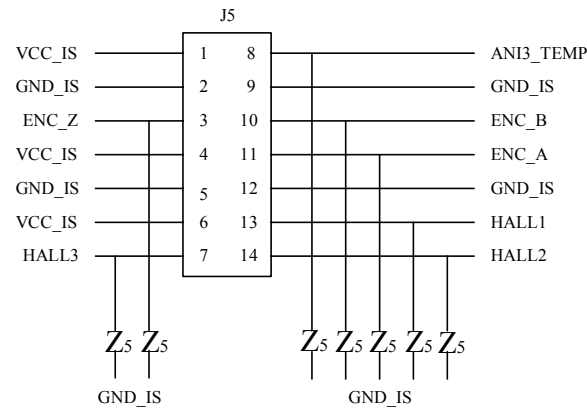 J5
VCC_IS 1 8 ANI3_TEMP
GND_IS 2 9 GND_IS
ENC_Z 3 10 ENC_B
VCC_IS 4 11 ENC_A
GND_IS 5 12 GND_IS
VCC_IS 6 13 HALL1
HALL3 7 14 HALL2
Z5 Z5 Z5 Z5 Z5 Z5 Z5
GND_IS GND_IS